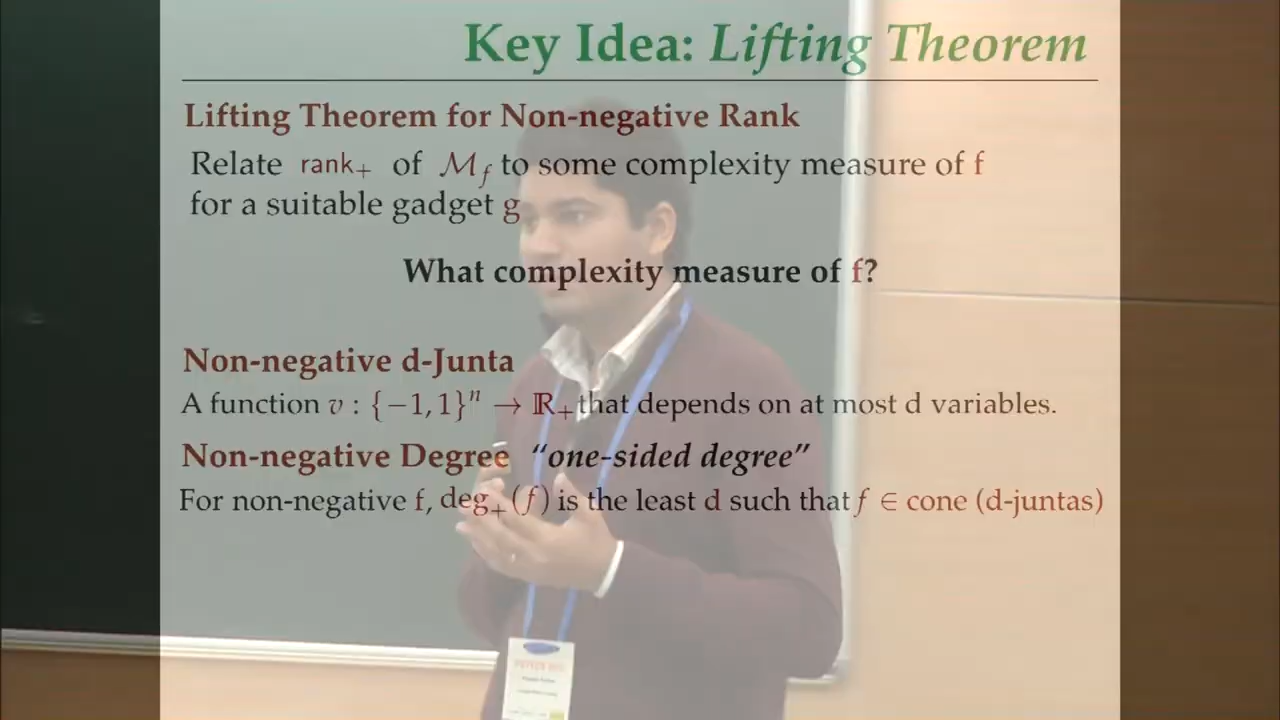 Key Idea: Lifting Theorem
Lifting Theorem for Non-negative Rank
Relate rank₊ of ℳ_f to some complexity measure of f
for a suitable gadget g
What complexity measure of f?
Non-negative d-Junta
A function v : {−1, 1}ⁿ → ℝ₊ that depends on at most d variables.
Non-negative Degree “one-sided degree”
For non-negative f, deg₊(f) is the least d such that f ∈ cone (d-juntas)